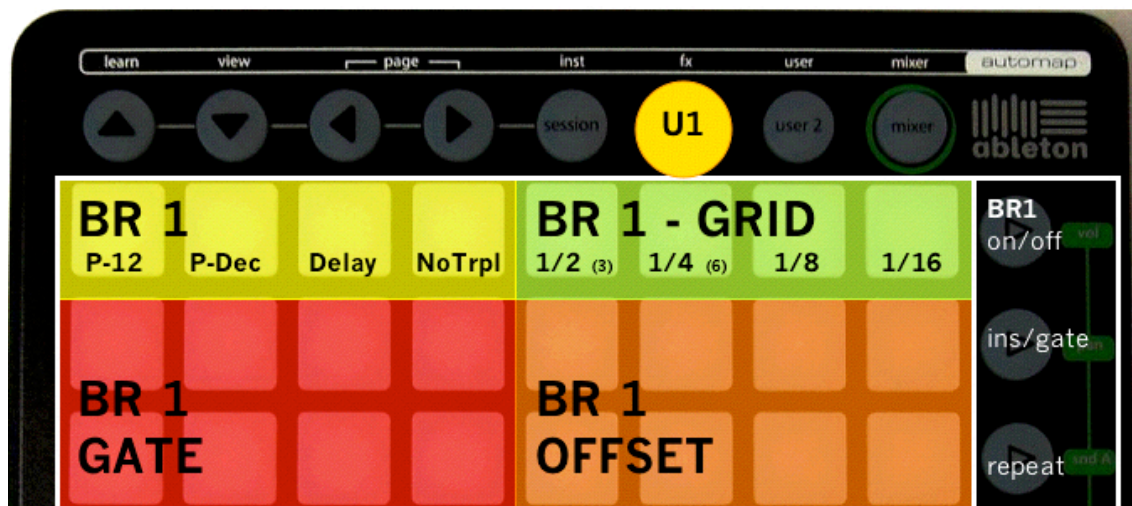 learn view page inst fx user mixer automap
session U1 user 2 mixer
ableton
BR 1
P-12 P-Dec Delay NoTrpl
BR 1 - GRID
1/2 (3) 1/4 (6) 1/8 1/16
BR1
on/off vol
ins/gate pan
BR 1
GATE
BR 1
OFFSET
repeat snd A